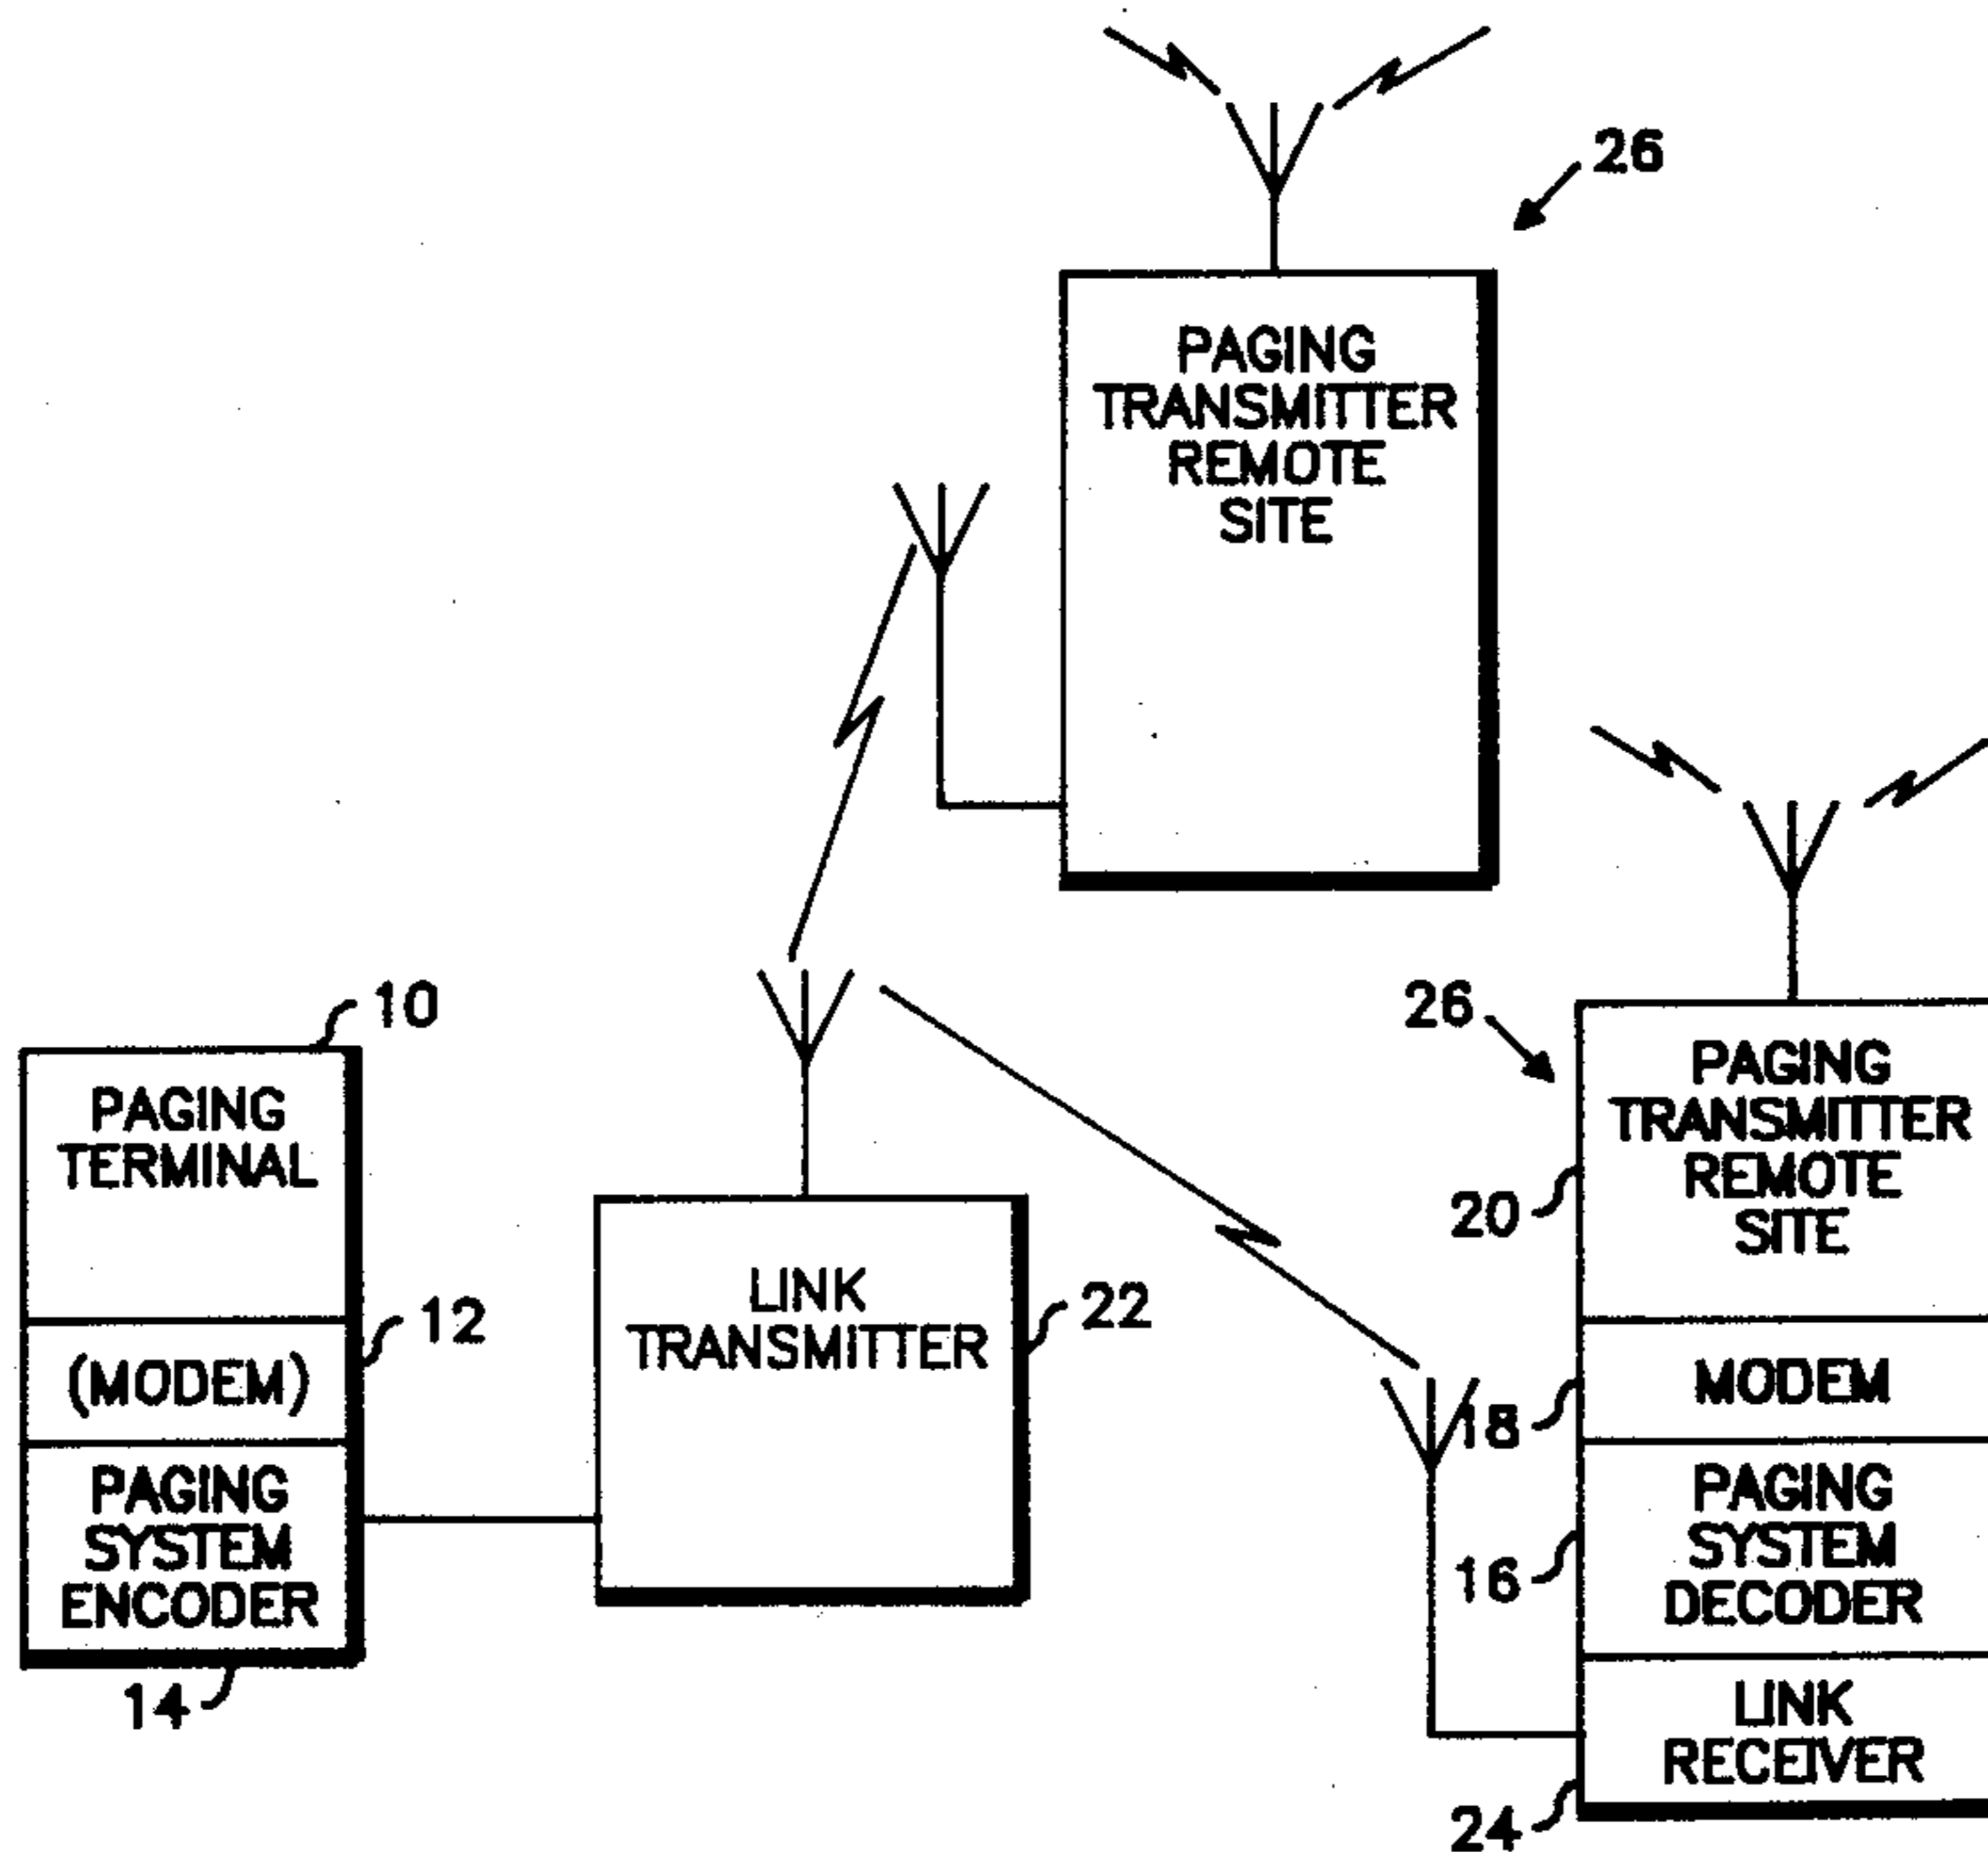 26
PAGING
TRANSMITTER
REMOTE
SITE
10
PAGING
TERMINAL
12
(MODEM)
PAGING
SYSTEM
ENCODER
14
LINK
TRANSMITTER
22
26
PAGING
TRANSMITTER
REMOTE
SITE
20
MODEM
18
PAGING
SYSTEM
DECODER
16
LINK
RECEIVER
24